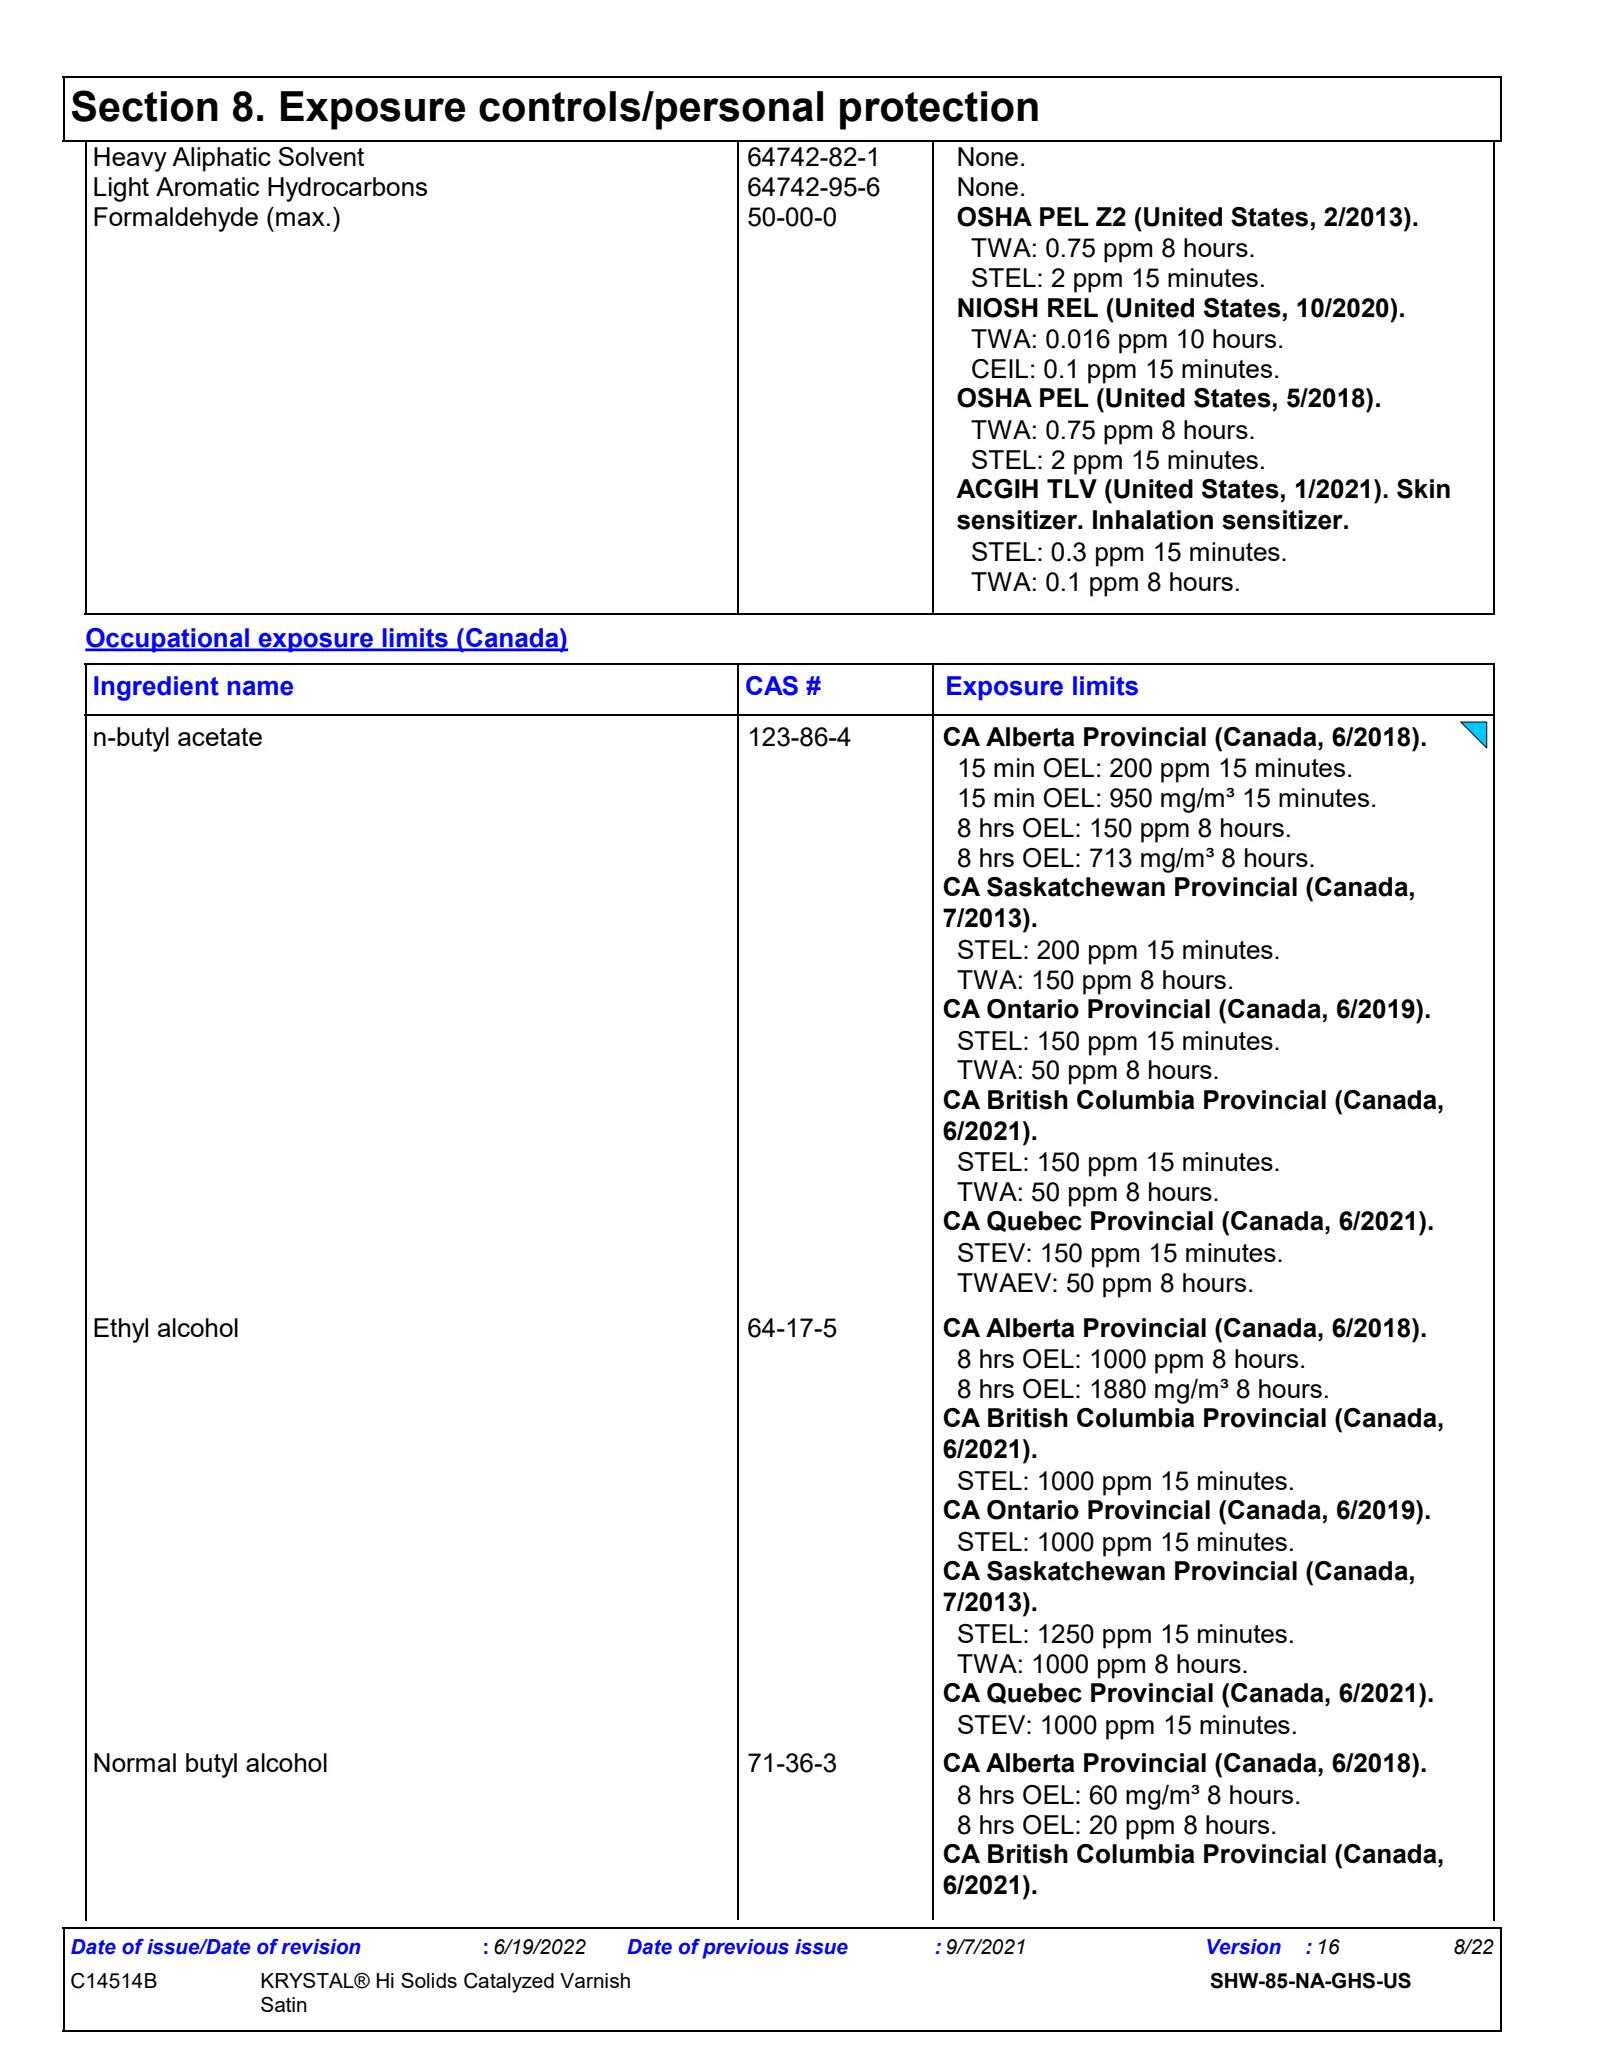 Section 8. Exposure controls/personal protection
Heavy Aliphatic Solvent 64742-82-1 None.
Light Aromatic Hydrocarbons 64742-95-6 None.
Formaldehyde (max.) 50-00-0 OSHA PEL Z2 (United States, 2/2013).
TWA: 0.75 ppm 8 hours.
STEL: 2 ppm 15 minutes.
NIOSH REL (United States, 10/2020).
TWA: 0.016 ppm 10 hours.
CEIL: 0.1 ppm 15 minutes.
OSHA PEL (United States, 5/2018).
TWA: 0.75 ppm 8 hours.
STEL: 2 ppm 15 minutes.
ACGIH TLV (United States, 1/2021). Skin
sensitizer. Inhalation sensitizer.
STEL: 0.3 ppm 15 minutes.
TWA: 0.1 ppm 8 hours.
Occupational exposure limits (Canada)
Ingredient name CAS # Exposure limits
n-butyl acetate 123-86-4 CA Alberta Provincial (Canada, 6/2018).
15 min OEL: 200 ppm 15 minutes.
15 min OEL: 950 mg/m³ 15 minutes.
8 hrs OEL: 150 ppm 8 hours.
8 hrs OEL: 713 mg/m³ 8 hours.
CA Saskatchewan Provincial (Canada,
7/2013).
STEL: 200 ppm 15 minutes.
TWA: 150 ppm 8 hours.
CA Ontario Provincial (Canada, 6/2019).
STEL: 150 ppm 15 minutes.
TWA: 50 ppm 8 hours.
CA British Columbia Provincial (Canada,
6/2021).
STEL: 150 ppm 15 minutes.
TWA: 50 ppm 8 hours.
CA Quebec Provincial (Canada, 6/2021).
STEV: 150 ppm 15 minutes.
TWAEV: 50 ppm 8 hours.
Ethyl alcohol 64-17-5 CA Alberta Provincial (Canada, 6/2018).
8 hrs OEL: 1000 ppm 8 hours.
8 hrs OEL: 1880 mg/m³ 8 hours.
CA British Columbia Provincial (Canada,
6/2021).
STEL: 1000 ppm 15 minutes.
CA Ontario Provincial (Canada, 6/2019).
STEL: 1000 ppm 15 minutes.
CA Saskatchewan Provincial (Canada,
7/2013).
STEL: 1250 ppm 15 minutes.
TWA: 1000 ppm 8 hours.
CA Quebec Provincial (Canada, 6/2021).
STEV: 1000 ppm 15 minutes.
Normal butyl alcohol 71-36-3 CA Alberta Provincial (Canada, 6/2018).
8 hrs OEL: 60 mg/m³ 8 hours.
8 hrs OEL: 20 ppm 8 hours.
CA British Columbia Provincial (Canada,
6/2021).
Date of issue/Date of revision : 6/19/2022 Date of previous issue : 9/7/2021 Version : 16 8/22
C14514B KRYSTAL® Hi Solids Catalyzed Varnish SHW-85-NA-GHS-US
Satin